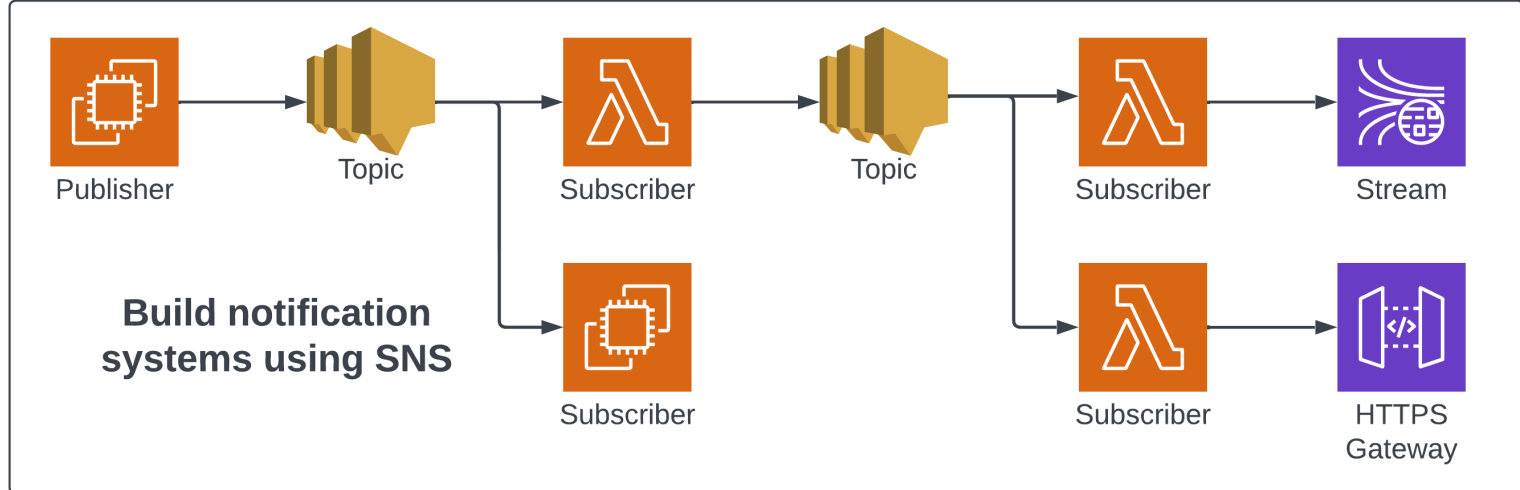 Publisher
Topic
Subscriber
Topic
Subscriber
Stream
Build notification
systems using SNS
Subscriber
Subscriber
HTTPS
Gateway